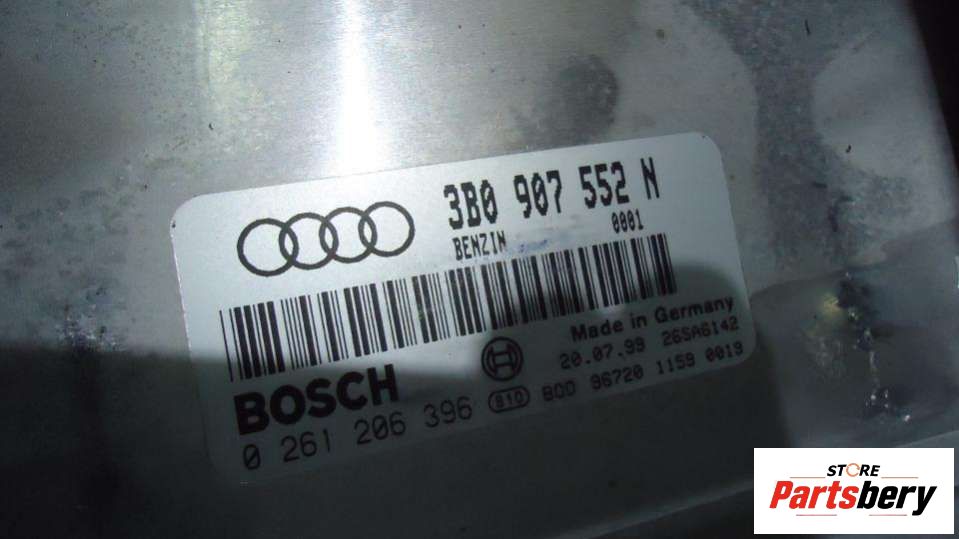 3B0 907 552 N
BENZIN 0001
Made in Germany
BOSCH 20.07.99 26SA6142
0 261 206 396 810 BOO 96720 1159 0019
STORE
Partsbery